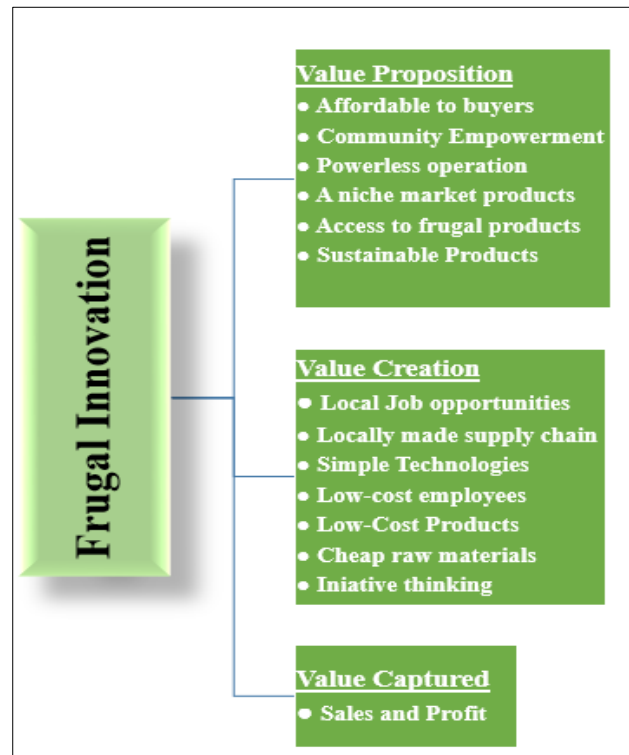 Frugal Innovation
Value Proposition
● Affordable to buyers
● Community Empowerment
● Powerless operation
● A niche market products
● Access to frugal products
● Sustainable Products
Value Creation
● Local Job opportunities
● Locally made supply chain
● Simple Technologies
● Low-cost employees
● Low-Cost Products
● Cheap raw materials
● Iniative thinking
Value Captured
● Sales and Profit